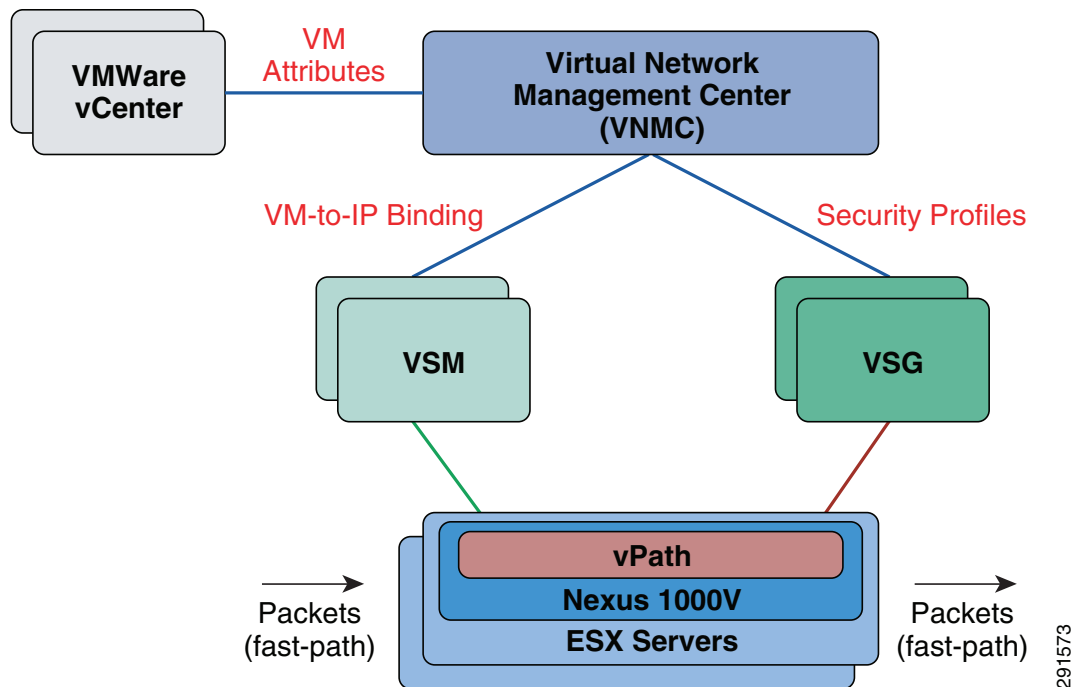 VMWare
vCenter
VM
Attributes
Virtual Network
Management Center
(VNMC)
VM-to-IP Binding
Security Profiles
VSM
VSG
vPath
Nexus 1000V
ESX Servers
Packets
(fast-path)
Packets
(fast-path)
291573